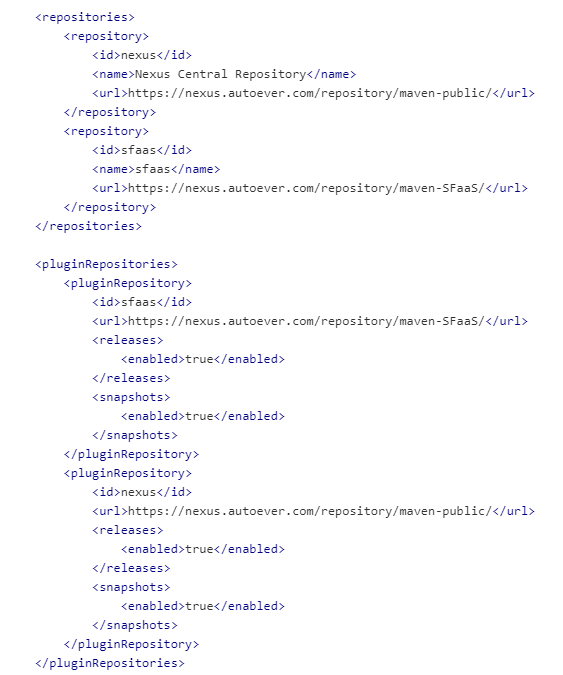 <repositories>
    <repository>
        <id>nexus</id>
        <name>Nexus Central Repository</name>
        <url>https://nexus.autoever.com/repository/maven-public/</url>
    </repository>
    <repository>
        <id>sfaas</id>
        <name>sfaas</name>
        <url>https://nexus.autoever.com/repository/maven-SFaaS/</url>
    </repository>
</repositories>

<pluginRepositories>
    <pluginRepository>
        <id>sfaas</id>
        <url>https://nexus.autoever.com/repository/maven-SFaaS/</url>
        <releases>
            <enabled>true</enabled>
        </releases>
        <snapshots>
            <enabled>true</enabled>
        </snapshots>
    </pluginRepository>
    <pluginRepository>
        <id>nexus</id>
        <url>https://nexus.autoever.com/repository/maven-public/</url>
        <releases>
            <enabled>true</enabled>
        </releases>
        <snapshots>
            <enabled>true</enabled>
        </snapshots>
    </pluginRepository>
</pluginRepositories>